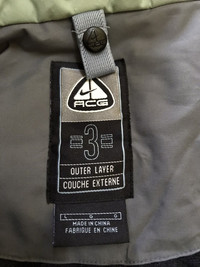 ACG
3
OUTER LAYER
COUCHE EXTERNE
L G G
MADE IN CHINA
FABRIQUE EN CHINE